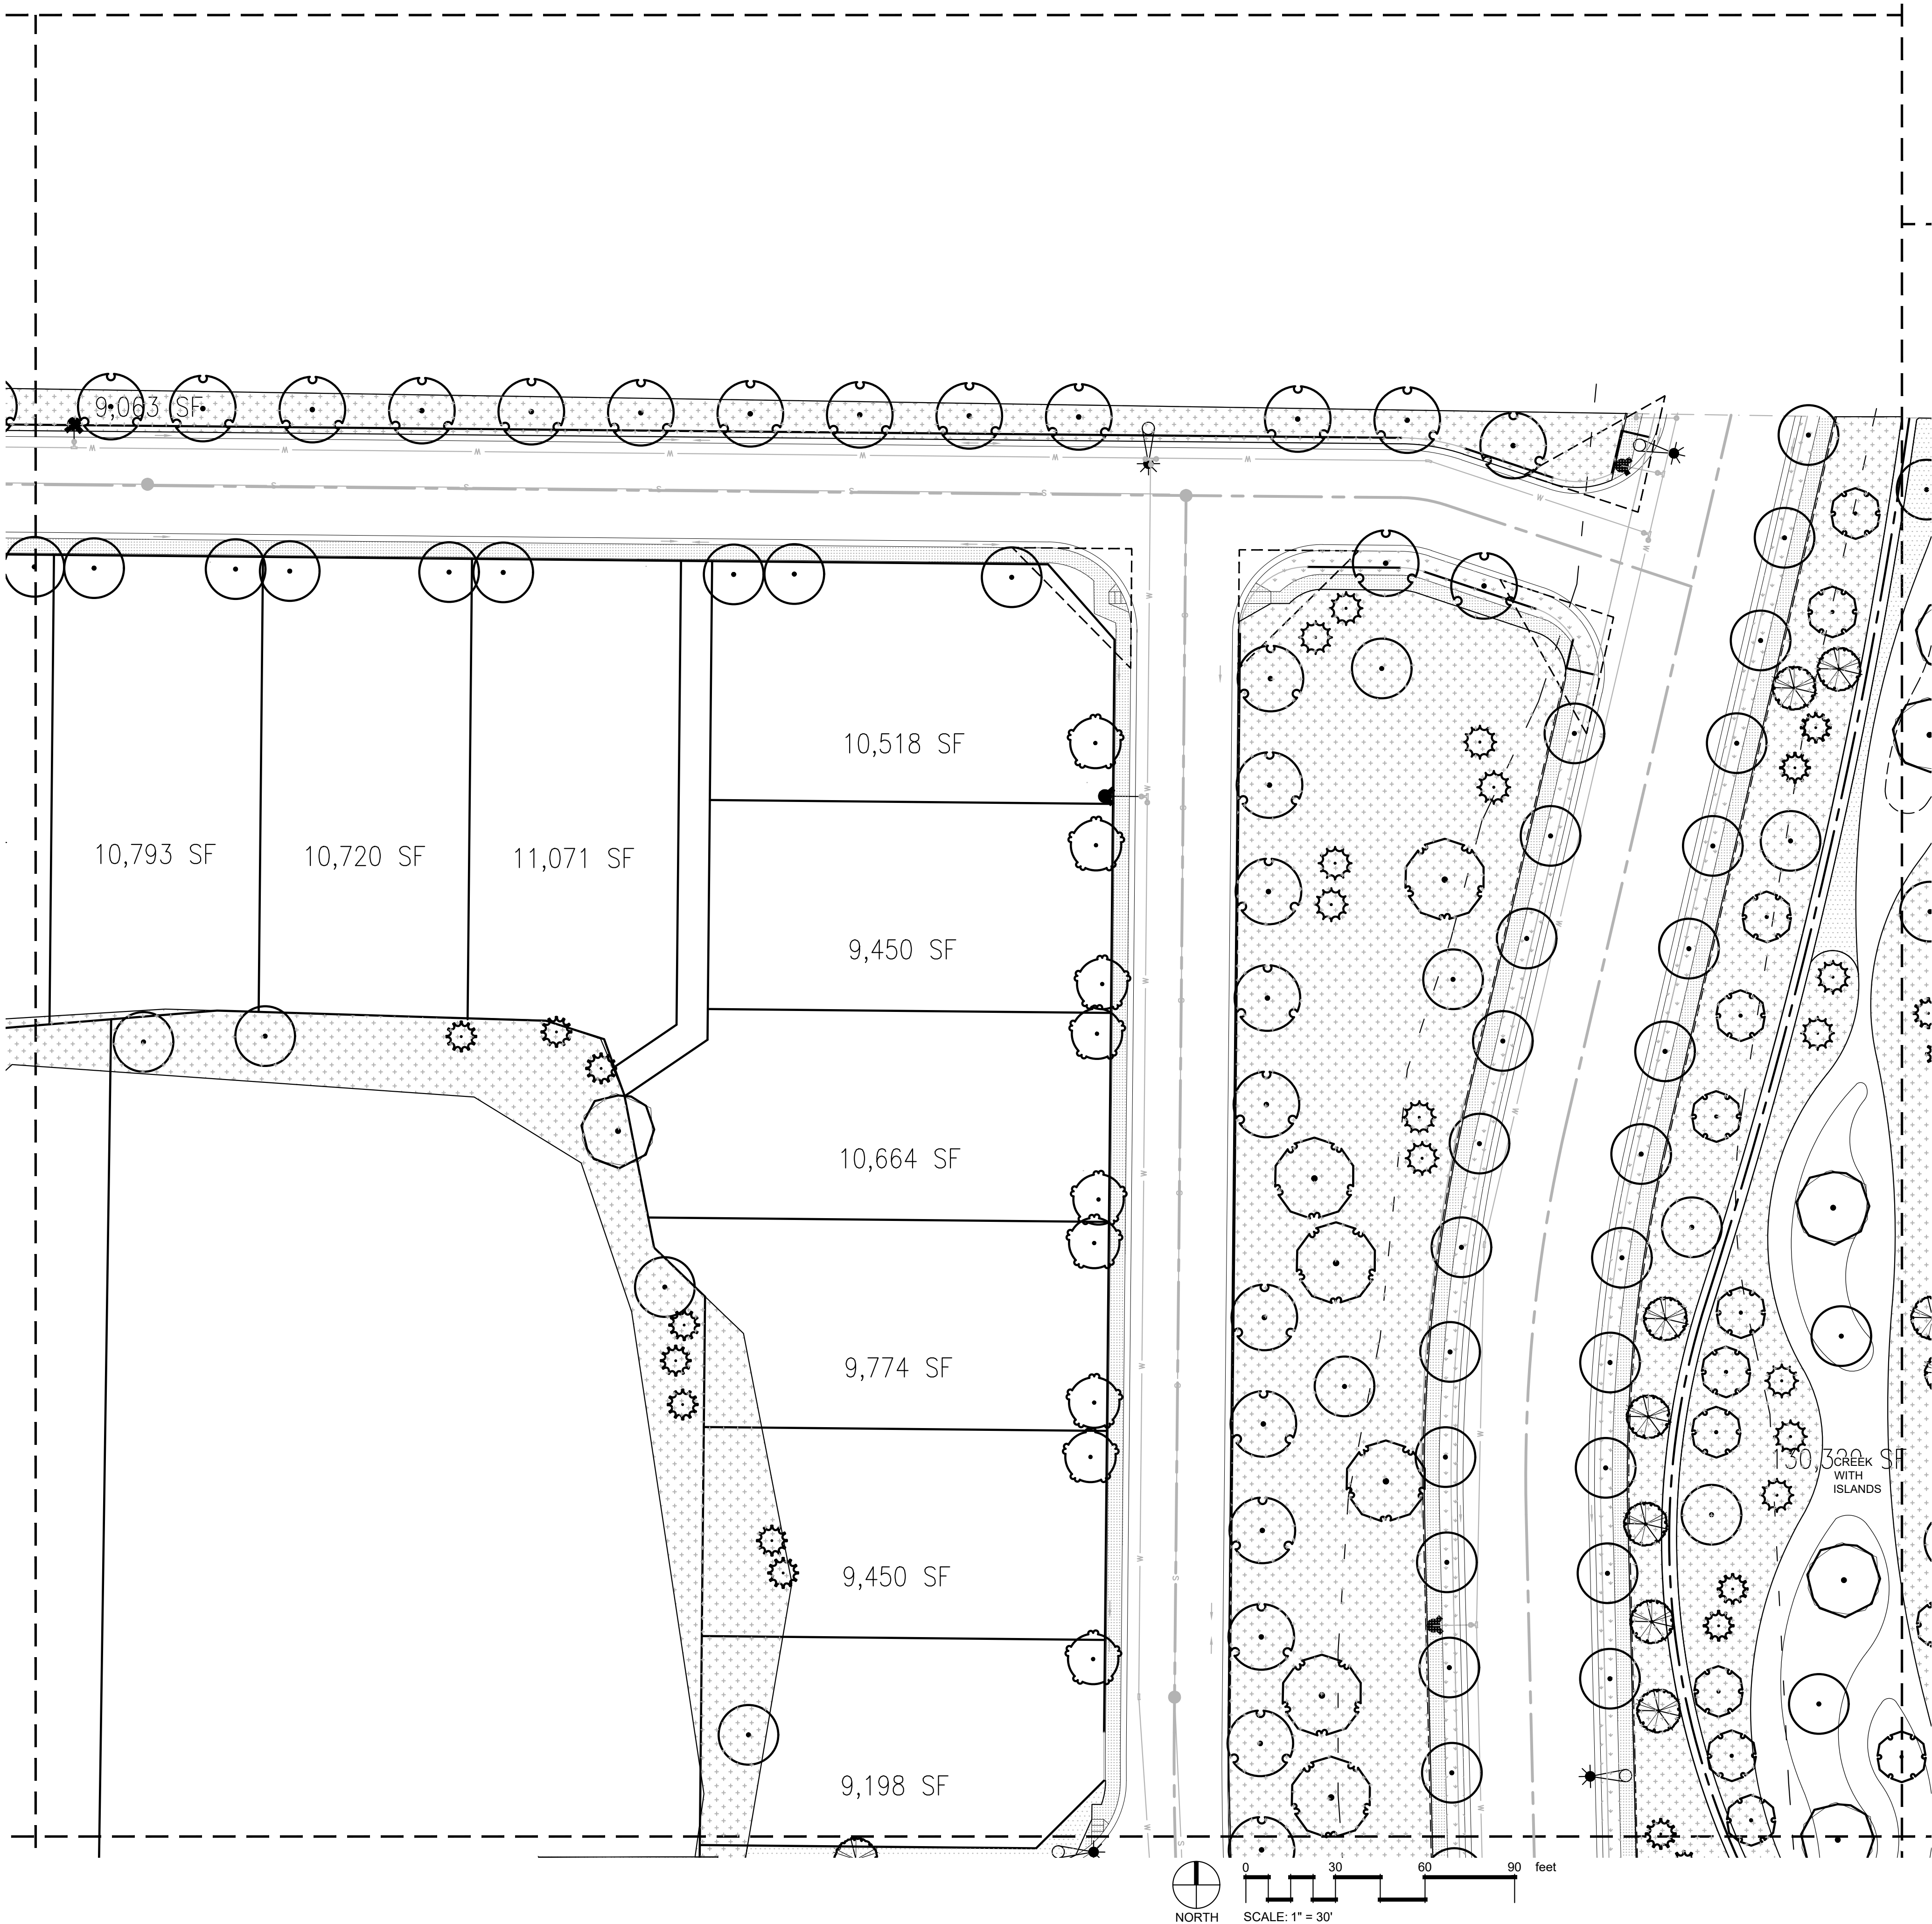 9,063 SF
10,518 SF
10,793 SF
10,720 SF
11,071 SF
9,450 SF
10,664 SF
9,774 SF
CREEK
WITH
ISLANDS
9,450 SF
9,198 SF
0 30 60 90 feet
NORTH
SCALE: 1" = 30'